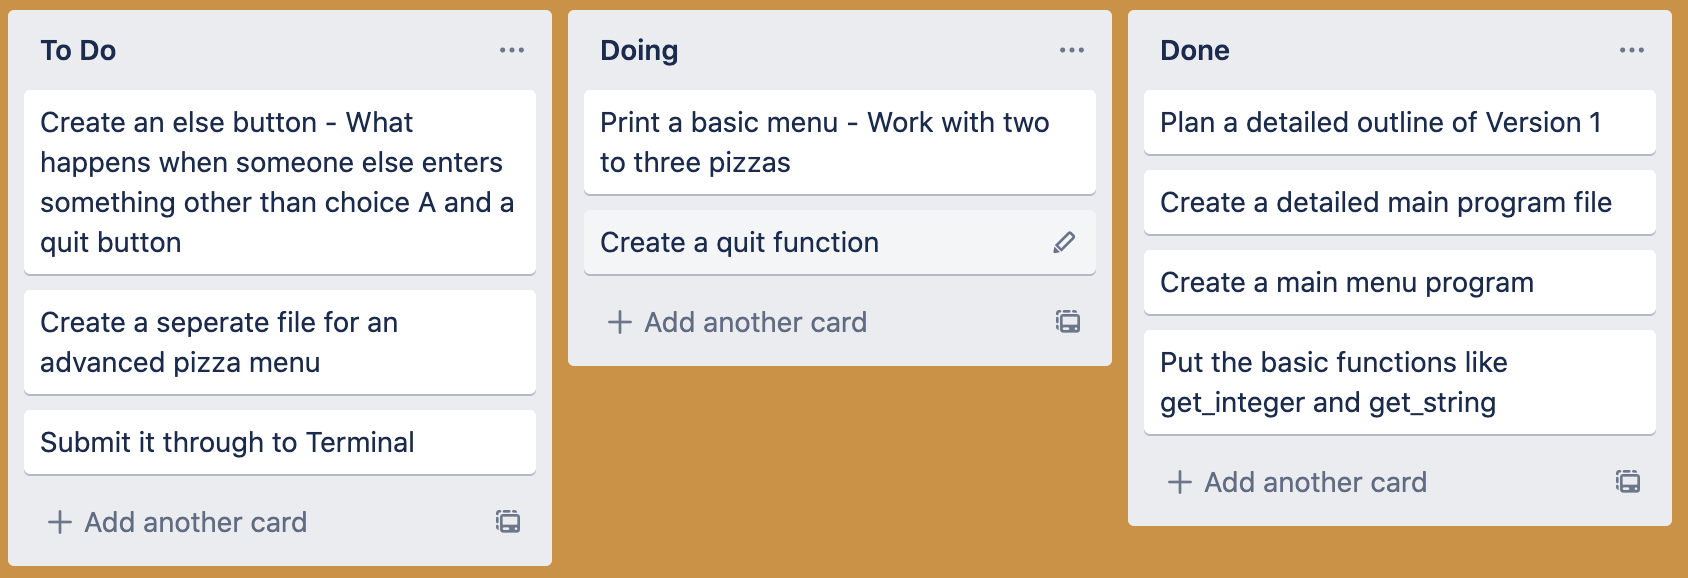 To Do
Create an else button - What
happens when someone else enters
something other than choice A and a
quit button
Create a seperate file for an
advanced pizza menu
Submit it through to Terminal
Add another card
Doing
Print a basic menu - Work with two
to three pizzas
Create a quit function
Add another card
Done
Plan a detailed outline of Version 1
Create a detailed main program file
Create a main menu program
Put the basic functions like
get_integer and get_string
Add another card